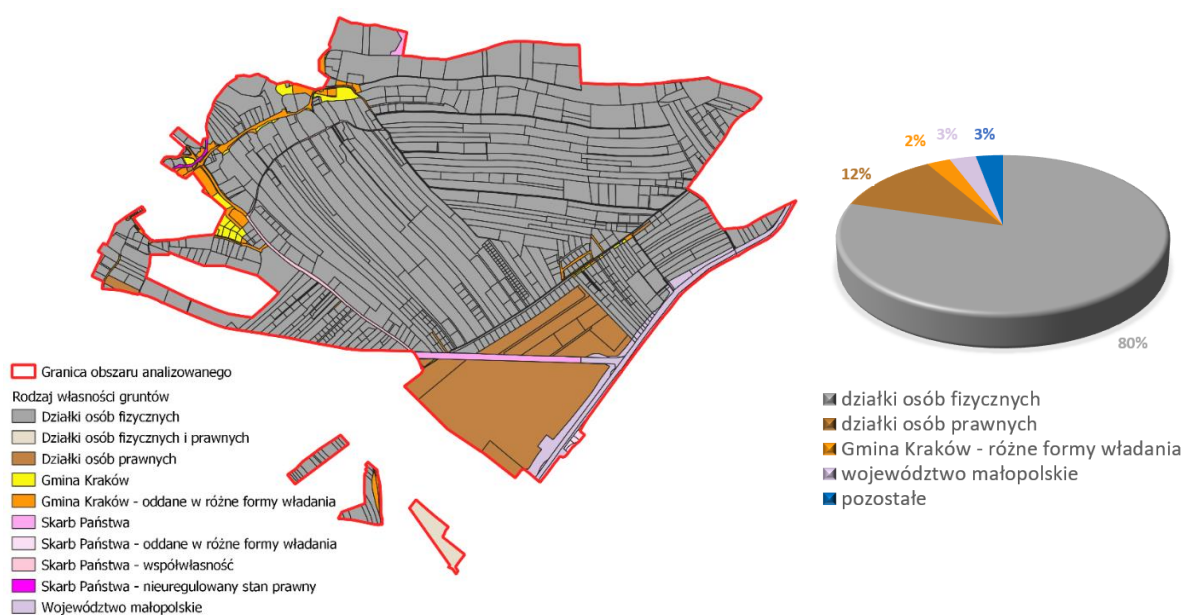 Granica obszaru analizowanego
Rodzaj własności gruntów
Działki osób fizycznych
Działki osób fizycznych i prawnych
Działki osób prawnych
Gmina Kraków
Gmina Kraków - oddane w różne formy władania
Skarb Państwa
Skarb Państwa - oddane w różne formy władania
Skarb Państwa - współwłasność
Skarb Państwa - nieuregulowany stan prawny
Województwo małopolskie
2%
3%
3%
12%
80%
działki osób fizycznych
działki osób prawnych
Gmina Kraków - różne formy władania
województwo małopolskie
pozostałe